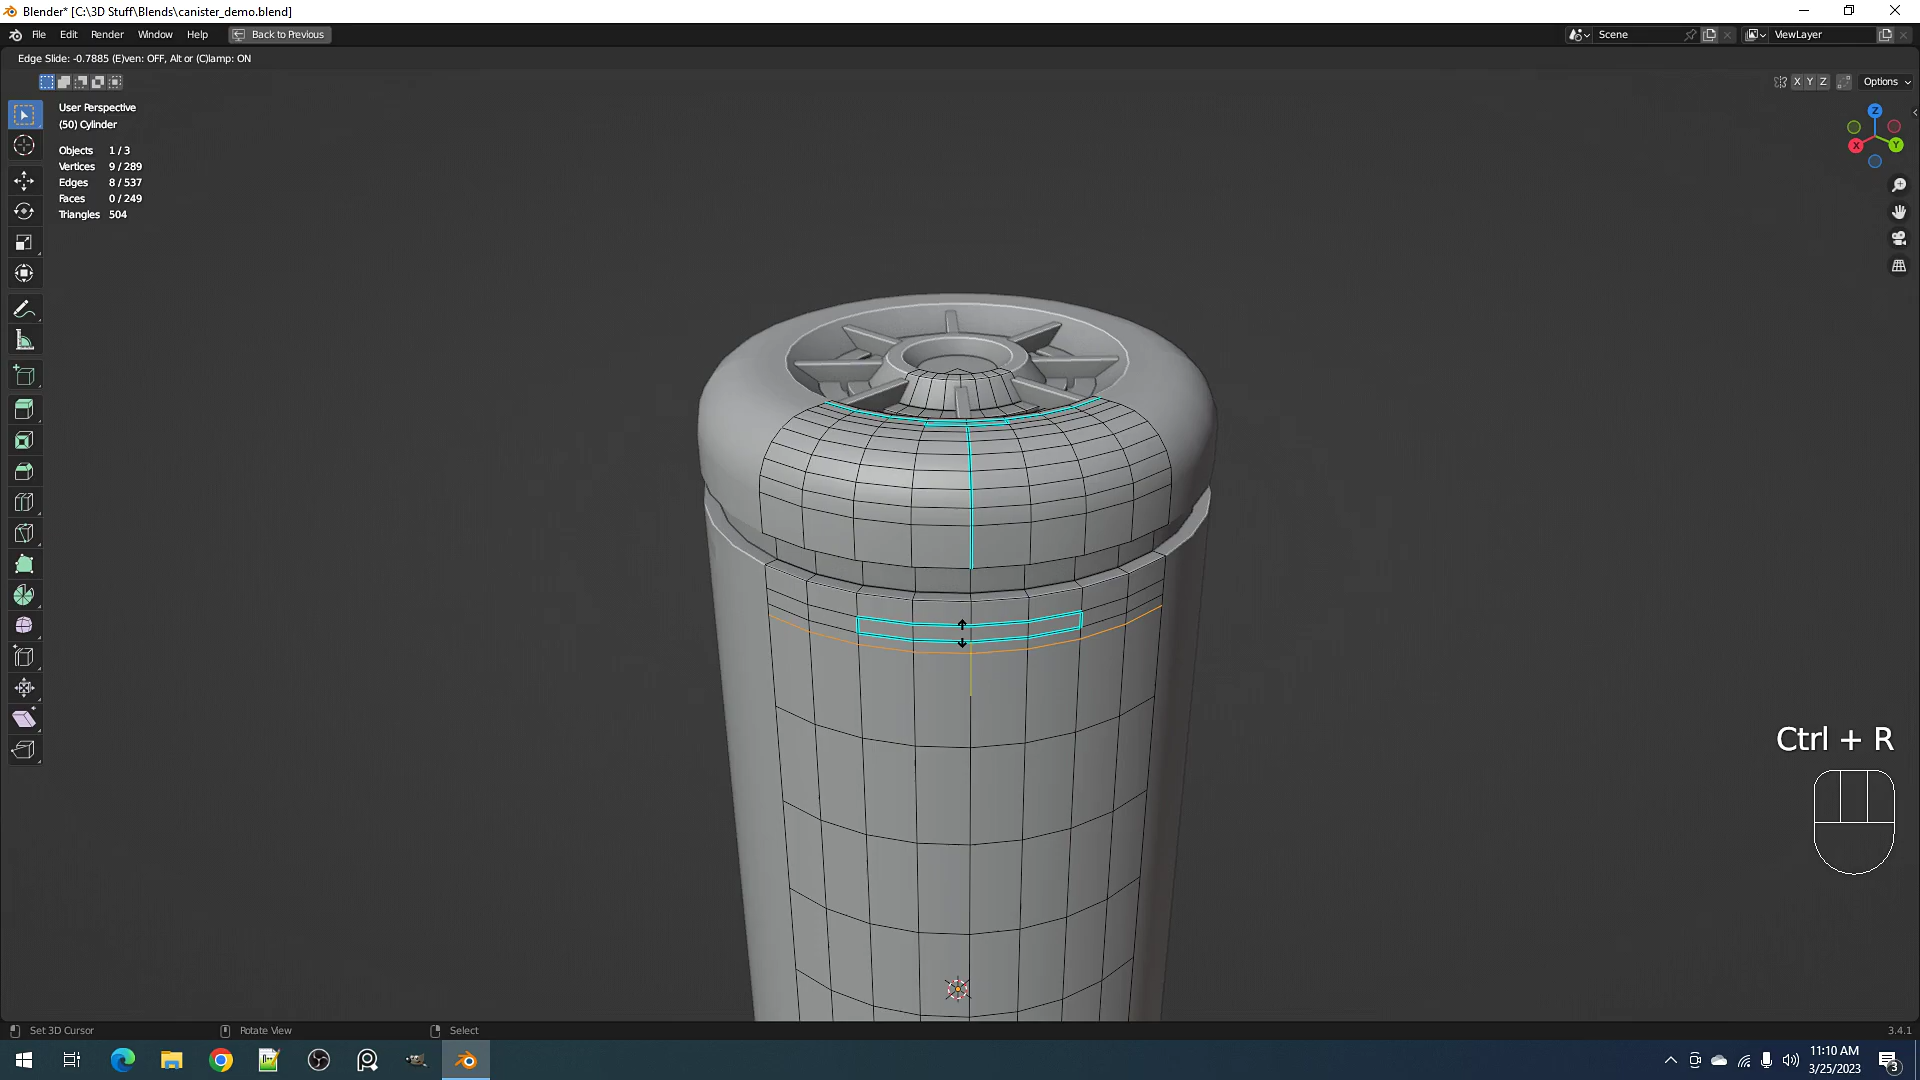 Blender* [C:\3D Stuff\Blends\canister_demo.blend]
File Edit Render Window Help Back to Previous Scene ViewLayer
Edge Slide: -0.7885 (E)ven: OFF, Alt or (C)lamp: ON
X Y Z Options
User Perspective
(50) Cylinder
Objects 1 / 3
Vertices 9 / 289
Edges 8 / 537
Faces 0 / 249
Triangles 504
Z
X Y
Ctrl + R
Set 3D Cursor Rotate View Select 3.4.1
11:10 AM
3/25/2023
3